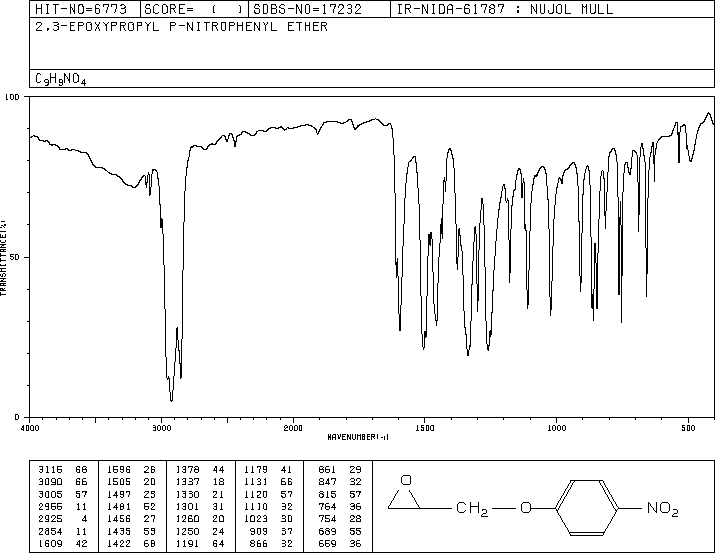 HIT-NO=6773 SCORE= ( ) SDBS-NO=17232 IR-NIDA-61787 : NUJOL MULL
2,3-EPOXYPROPYL P-NITROPHENYL ETHER
C9H9NO4
100
50
0
TRANSMITTANCE(%)
4000 3000 2000 1500 1000 500
WAVENUMBER(-1)
3115 66 1596 26 1378 44 1179 41 861 29
3090 66 1505 20 1337 18 1131 66 847 32
3005 57 1497 25 1330 21 1120 57 815 57
2955 11 1481 52 1301 31 1110 32 764 36
2925 4 1456 27 1260 20 1023 30 754 28
2854 11 1435 55 1250 24 909 37 689 55
1609 42 1422 68 1191 64 866 32 659 36
O
CH2 O NO2